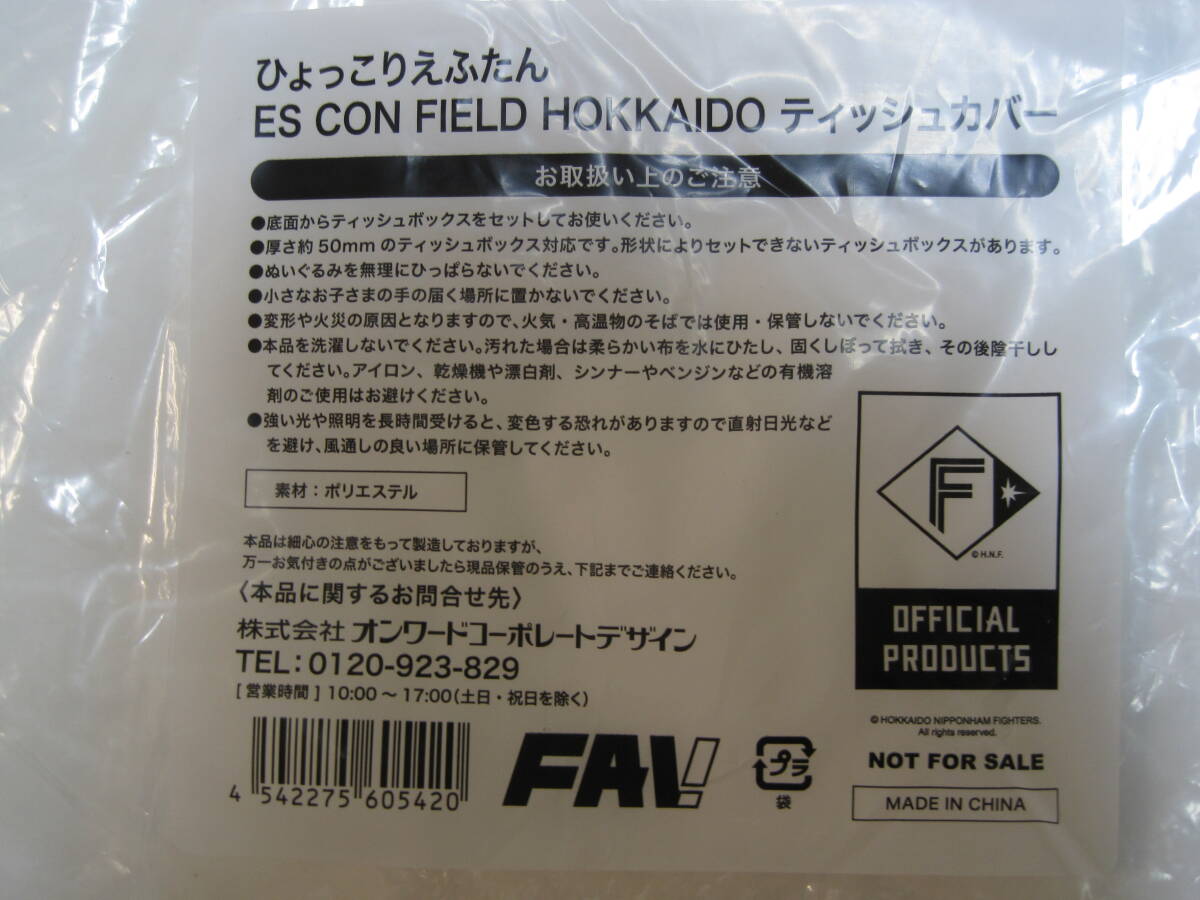 ひょっこりえふたん
ES CON FIELD HOKKAIDO ティッシュカバー
お取扱い上のご注意
●底面からティッシュボックスをセットしてお使いください。
●厚さ約50mmのティッシュボックス対応です。形状によりセットできないティッシュボックスがあります。
●ぬいぐるみを無理にひっぱらないでください。
●小さなお子さまの手の届く場所に置かないでください。
●変形や火災の原因となりますので、火気・高温物のそばでは使用・保管しないでください。
●本品を洗濯しないでください。汚れた場合は柔らかい布を水にひたし、固くしぼって拭き、その後陰干しし
てください。アイロン、乾燥機や漂白剤、シンナーやベンジンなどの有機溶
剤のご使用はお避けください。
●強い光や照明を長時間受けると、変色する恐れがありますので直射日光など
を避け、風通しの良い場所に保管してください。
素材：ポリエステル
本品は細心の注意をもって製造しておりますが、
万一お気付きの点がございましたら現品保管のうえ、下記までご連絡ください。
〈本品に関するお問合せ先〉
株式会社 オンワードコーポレートデザイン
TEL：0120-923-829
[営業時間] 10:00～17:00（土日・祝日を除く）
4 542275 605420
FAV!
プラ
袋
F
© H.N.F.
OFFICIAL
PRODUCTS
© HOKKAIDO NIPPONHAM FIGHTERS.
All rights reserved.
NOT FOR SALE
MADE IN CHINA